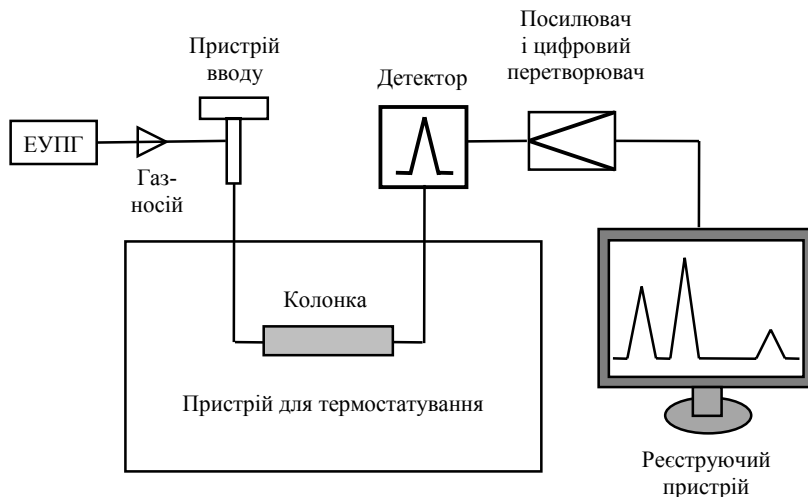 Посилювач
і цифровий
перетворювач
Пристрій
вводу
Детектор
ЕУПГ
Газ-
носій
Колонка
Пристрій для термостатування
Реєструючий
пристрій